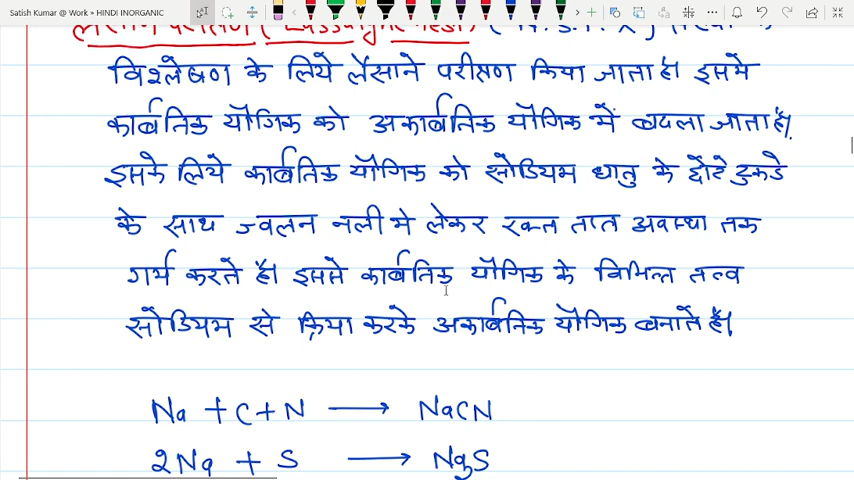 Satish Kumar @ Work » HINDI INORGANIC
विश्लेषण के लिये लैसाने परीक्षण किया जाता है। इसमे
कार्बनिक यौगिक को अकार्बनिक यौगिक में बदला जाता है।
इसके लिये कार्बनिक यौगिक को सोडियम धातु के छोटे टुकडे
के साथ ज्वलन नली मे लेकर रक्त तप्त अवस्था तक
गर्म करते है। इससे कार्बनिक यौगिक के विभिन्न तत्व
सोडियम से क्रिया करके अकार्बनिक यौगिक बनाते है।
Na + C + N ⟶ NaCN
2Na + S ⟶ Na₂S